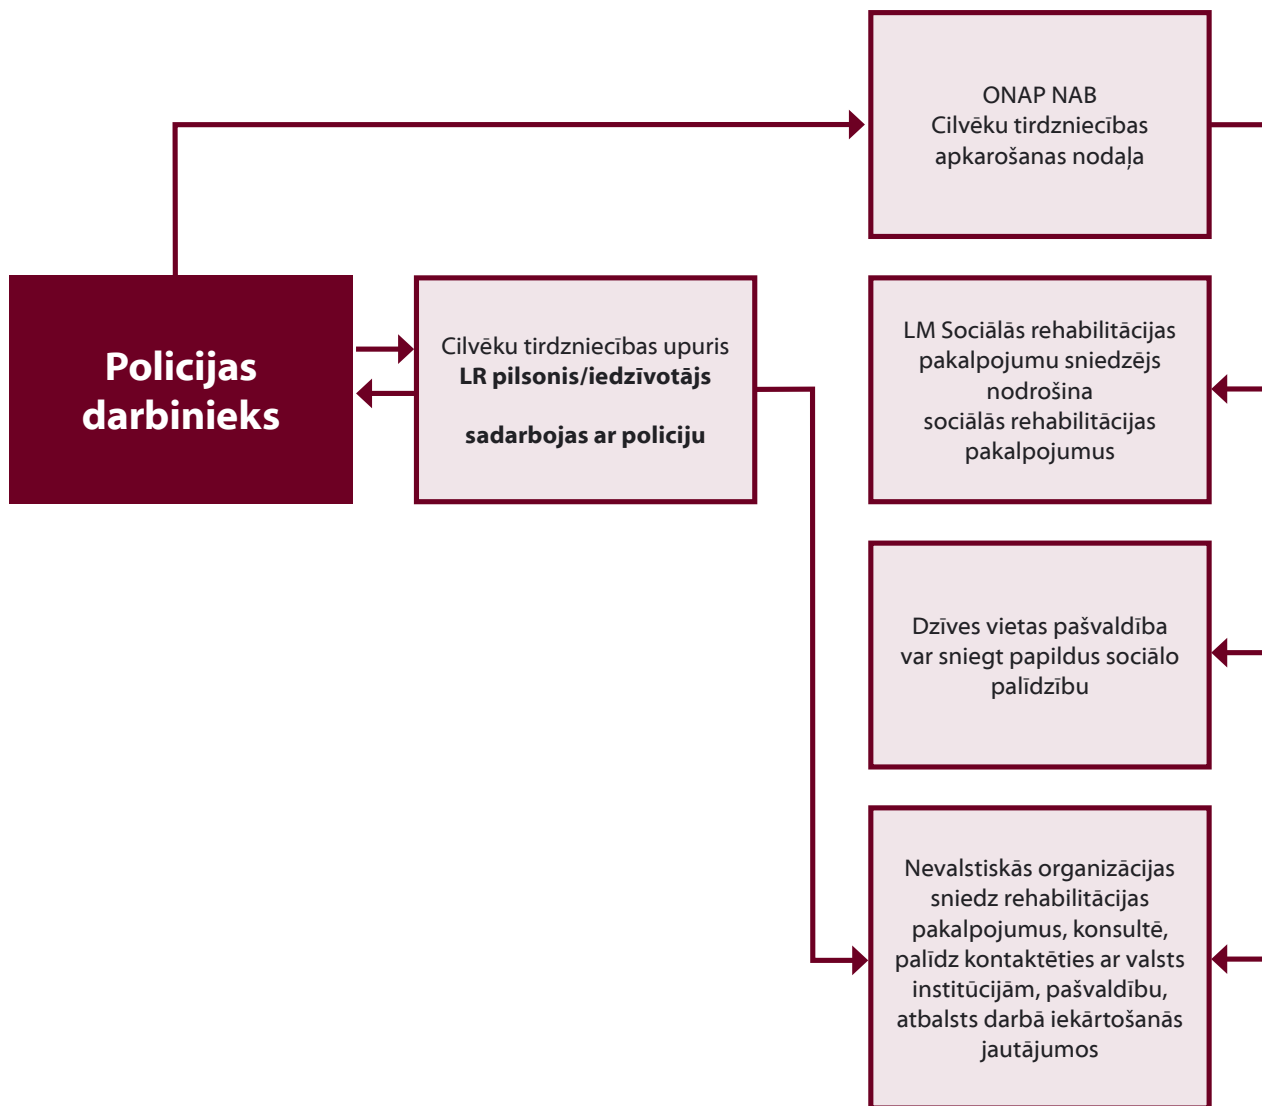 ONAP NAB
Cilvēku tirdzniecības
apkarošanas nodaļa
Policijas
darbinieks
Cilvēku tirdzniecības upuris
LR pilsonis/iedzīvotājs
sadarbojas ar policiju
LM Sociālās rehabilitācijas
pakalpojumu sniedzējs
nodrošina
sociālās rehabilitācijas
pakalpojumus
Dzīves vietas pašvaldība
var sniegt papildus sociālo
palīdzību
Nevalstiskās organizācijas
sniedz rehabilitācijas
pakalpojumus, konsultē,
palīdz kontaktēties ar valsts
institūcijām, pašvaldību,
atbalsts darbā iekārtošanās
jautājumos